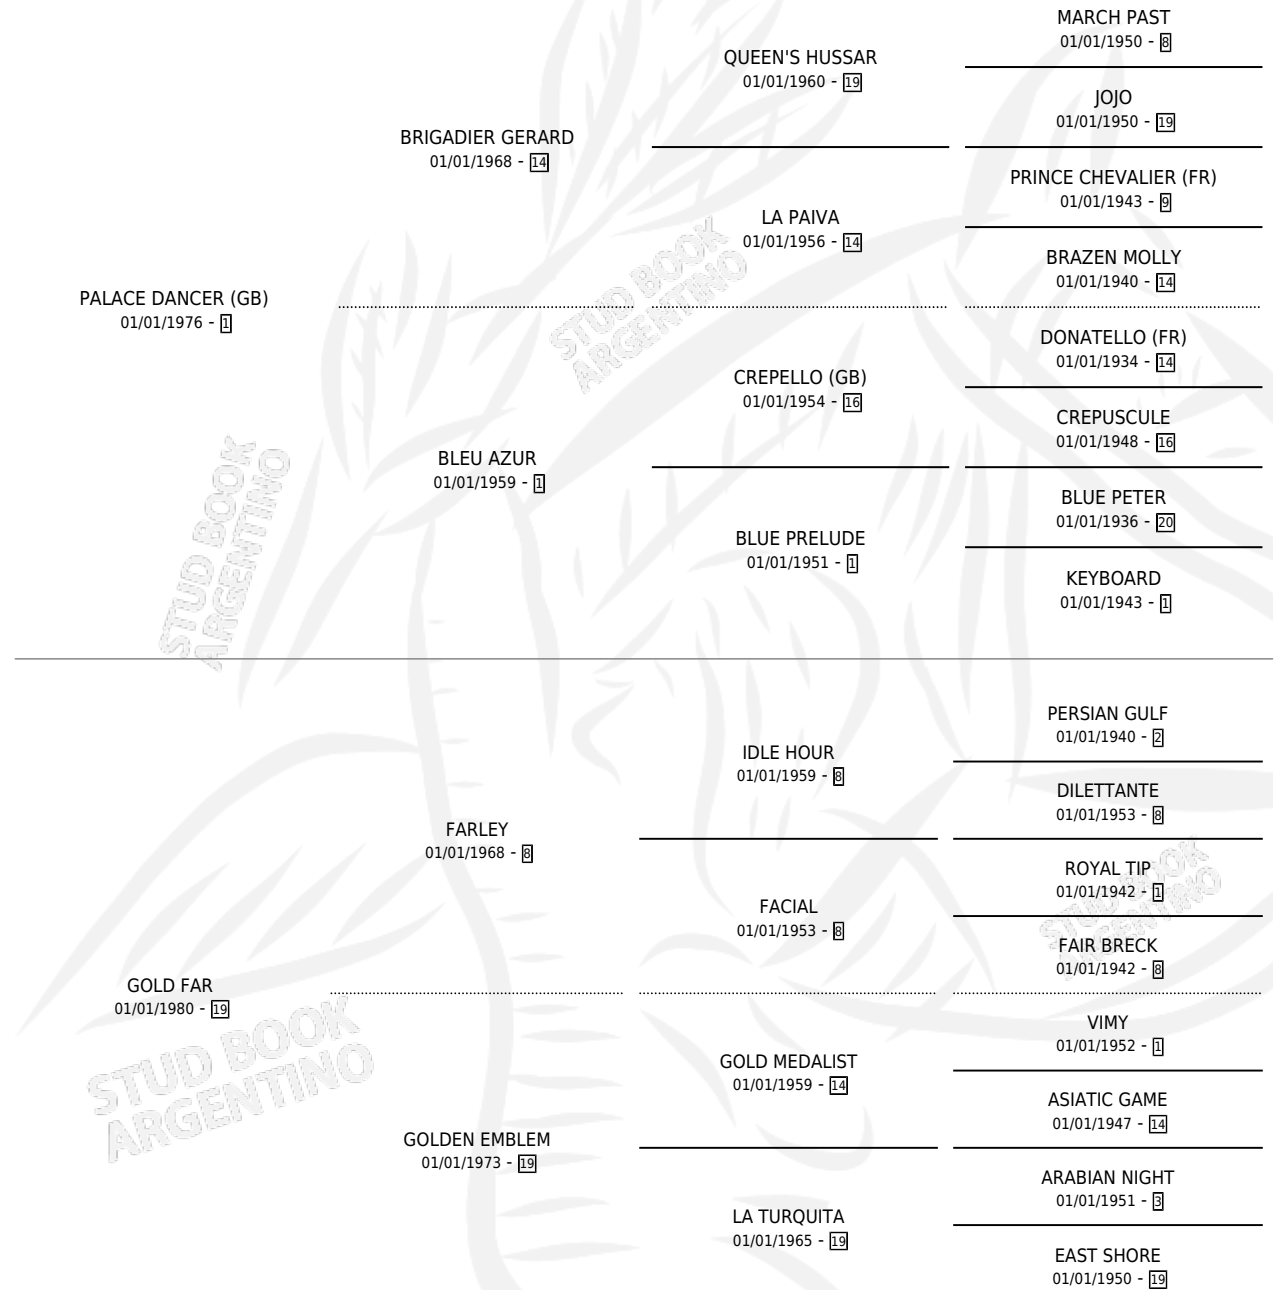 MARCH PAST
01/01/1950 - 8
QUEEN'S HUSSAR
01/01/1960 - 19
JOJO
01/01/1950 - 19
BRIGADIER GERARD
01/01/1968 - 14
PRINCE CHEVALIER (FR)
01/01/1943 - 9
LA PAIVA
01/01/1956 - 14
BRAZEN MOLLY
01/01/1940 - 14
PALACE DANCER (GB)
01/01/1976 - 1
DONATELLO (FR)
01/01/1934 - 14
CREPELLO (GB)
01/01/1954 - 16
CREPUSCULE
01/01/1948 - 16
BLEU AZUR
01/01/1959 - 1
BLUE PETER
01/01/1936 - 20
BLUE PRELUDE
01/01/1951 - 1
KEYBOARD
01/01/1943 - 1
PERSIAN GULF
01/01/1940 - 2
IDLE HOUR
01/01/1959 - 8
DILETTANTE
01/01/1953 - 8
FARLEY
01/01/1968 - 8
ROYAL TIP
01/01/1942 - 1
FACIAL
01/01/1953 - 8
FAIR BRECK
01/01/1942 - 8
GOLD FAR
01/01/1980 - 19
VIMY
01/01/1952 - 1
GOLD MEDALIST
01/01/1959 - 14
ASIATIC GAME
01/01/1947 - 14
GOLDEN EMBLEM
01/01/1973 - 19
ARABIAN NIGHT
01/01/1951 - 3
LA TURQUITA
01/01/1965 - 19
EAST SHORE
01/01/1950 - 19
STUD BOOK
ARGENTINO
STUD BOOK
ARGENTINO
STUD BOOK
ARGENTINO
STUD BOOK
ARGENTINO